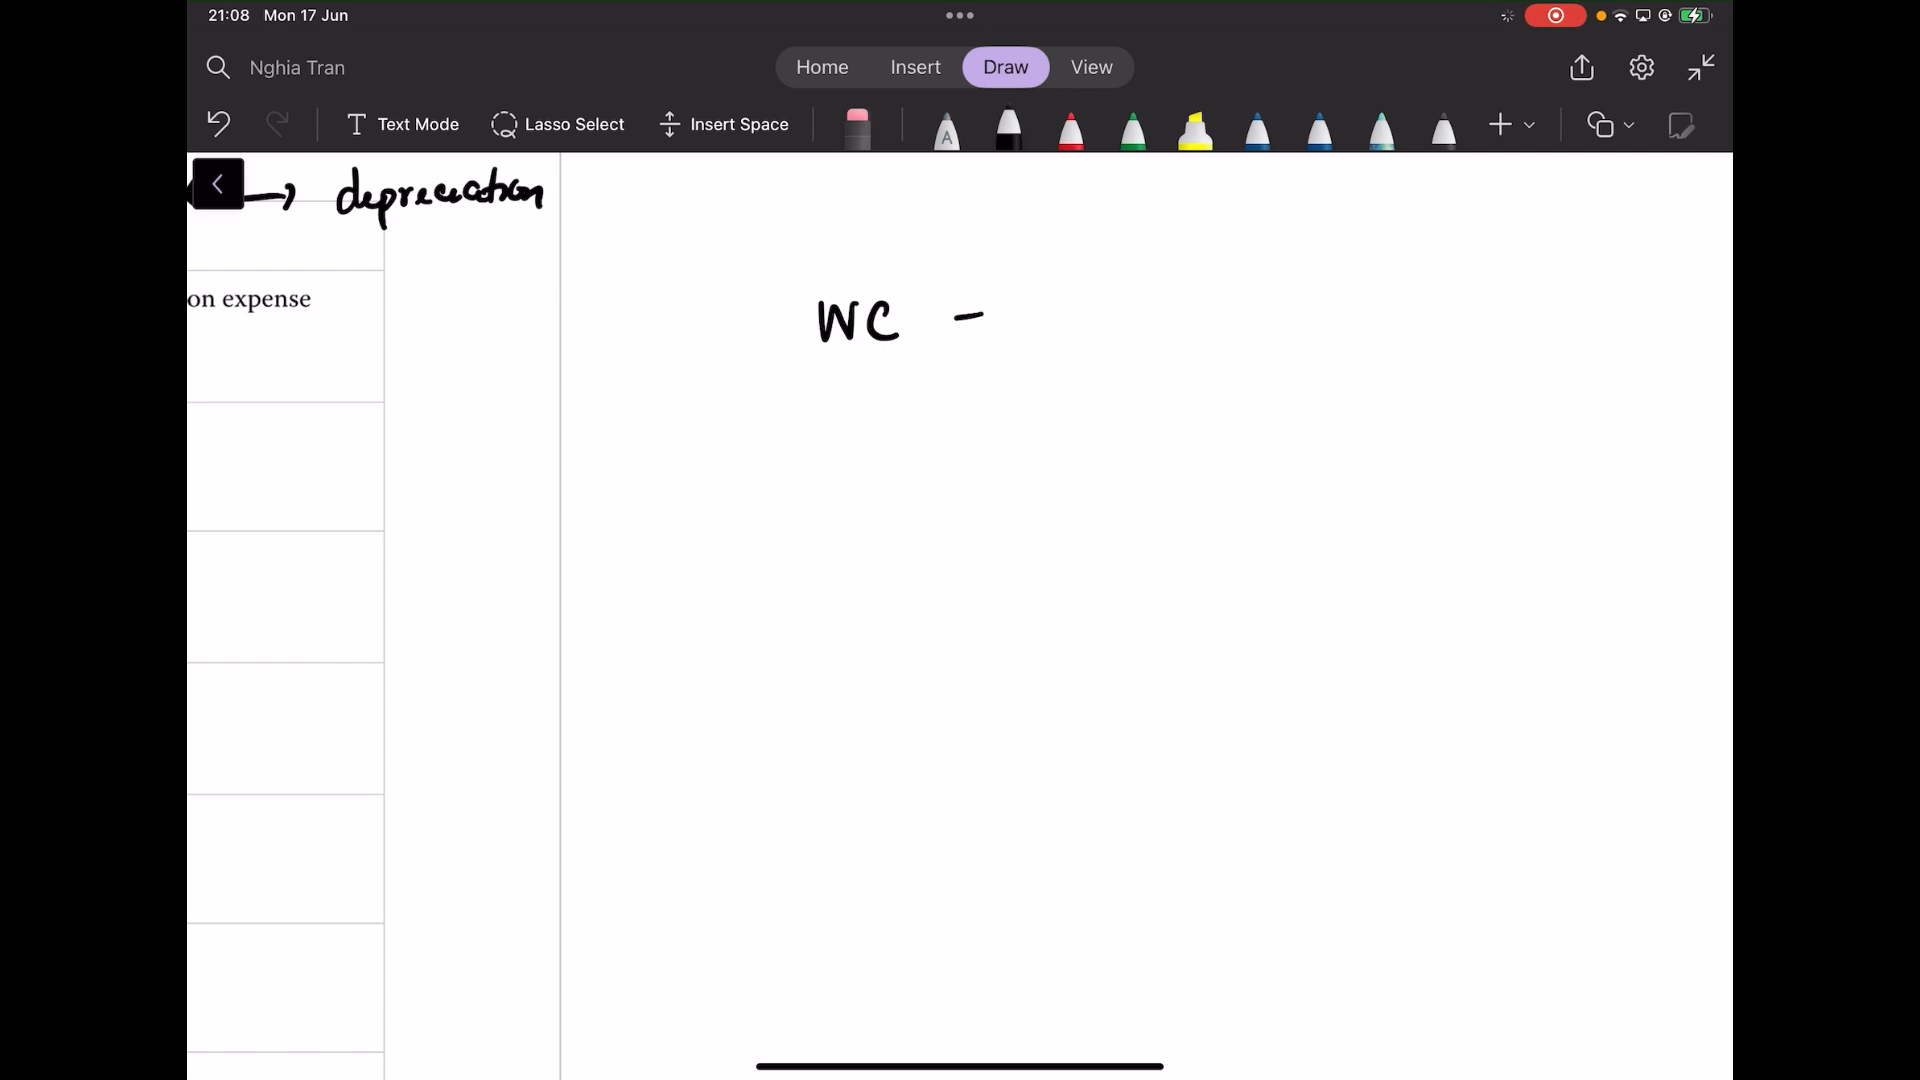 21:08 Mon 17 Jun
Nghia Tran
Home Insert Draw View
Text Mode Lasso Select Insert Space
A
depreciation
on expense
WC -